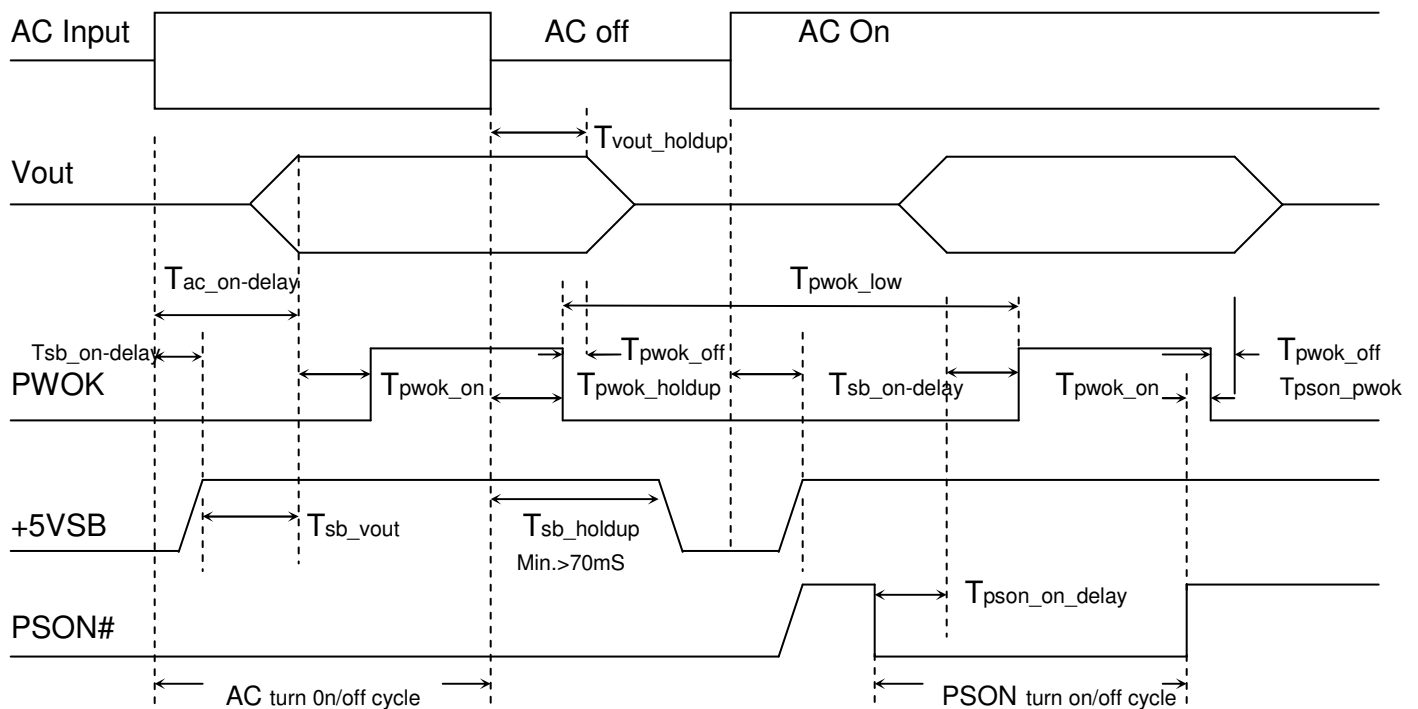 AC Input
AC off
AC On
Tvout_holdup
Vout
Tac_on-delay
Tpwok_low
Tsb_on-delay
Tpwok_off
Tpwok_off
PWOK
Tpwok_on
Tpwok_holdup
Tsb_on-delay
Tpwok_on
Tpson_pwok
+5VSB
Tsb_vout
Tsb_holdup
Min.>70mS
Tpson_on_delay
PSON#
AC turn 0n/off cycle
PSON turn on/off cycle